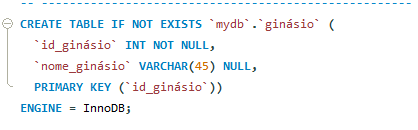 -- -----------------------------------------------------
CREATE TABLE IF NOT EXISTS `mydb`.`ginásio` (
`id_ginásio` INT NOT NULL,
`nome_ginásio` VARCHAR(45) NULL,
PRIMARY KEY (`id_ginásio`))
ENGINE = InnoDB;